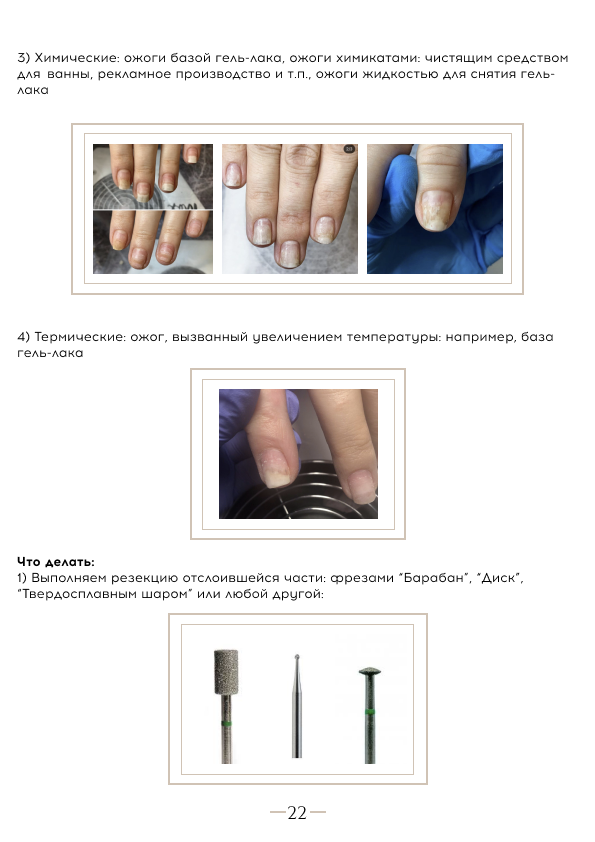 3) Химические: ожоги базой гель-лака, ожоги химикатами: чистящим средством
для ванны, рекламное производство и т.п., ожоги жидкостью для снятия гель-
лака
4) Термические: ожог, вызванный увеличением температуры: например, база
гель-лака
Что делать:
1) Выполняем резекцию отслоившейся части: фрезами “Барабан”, “Диск”,
“Твердосплавным шаром” или любой другой:
22